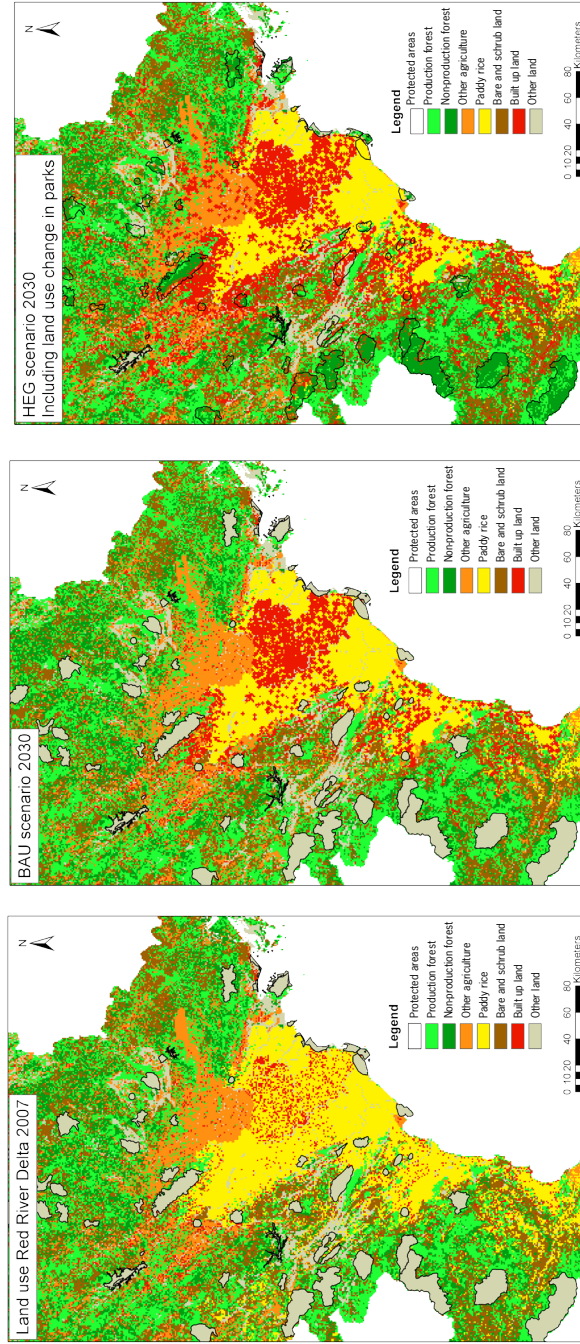 Land use Red River Delta 2007
N
Legend
Protected areas
Production forest
Non-production forest
Other agriculture
Paddy rice
Bare and schrub land
Built up land
Other land
0 10 20 40 60 80
Kilometers
BAU scenario 2030
N
Legend
Protected areas
Production forest
Non-production forest
Other agriculture
Paddy rice
Bare and schrub land
Built up land
Other land
0 10 20 40 60 80
Kilometers
HEG scenario 2030
Including land use change in parks
N
Legend
Protected areas
Production forest
Non-production forest
Other agriculture
Paddy rice
Bare and schrub land
Built up land
Other land
0 10 20 40 60 80
Kilometers